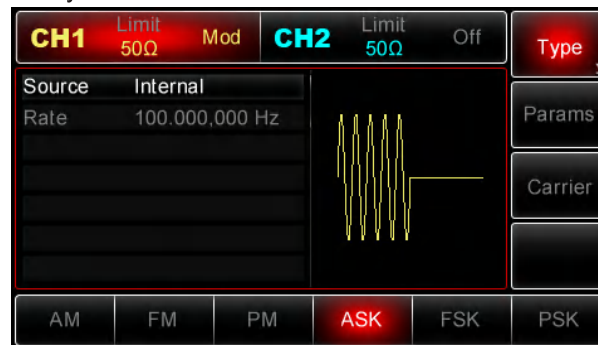 CH1 Limit 50Ω Mod
CH2 Limit 50Ω Off
Type
Source Internal
Rate 100.000,000 Hz
Params
Carrier
AM FM PM ASK FSK PSK